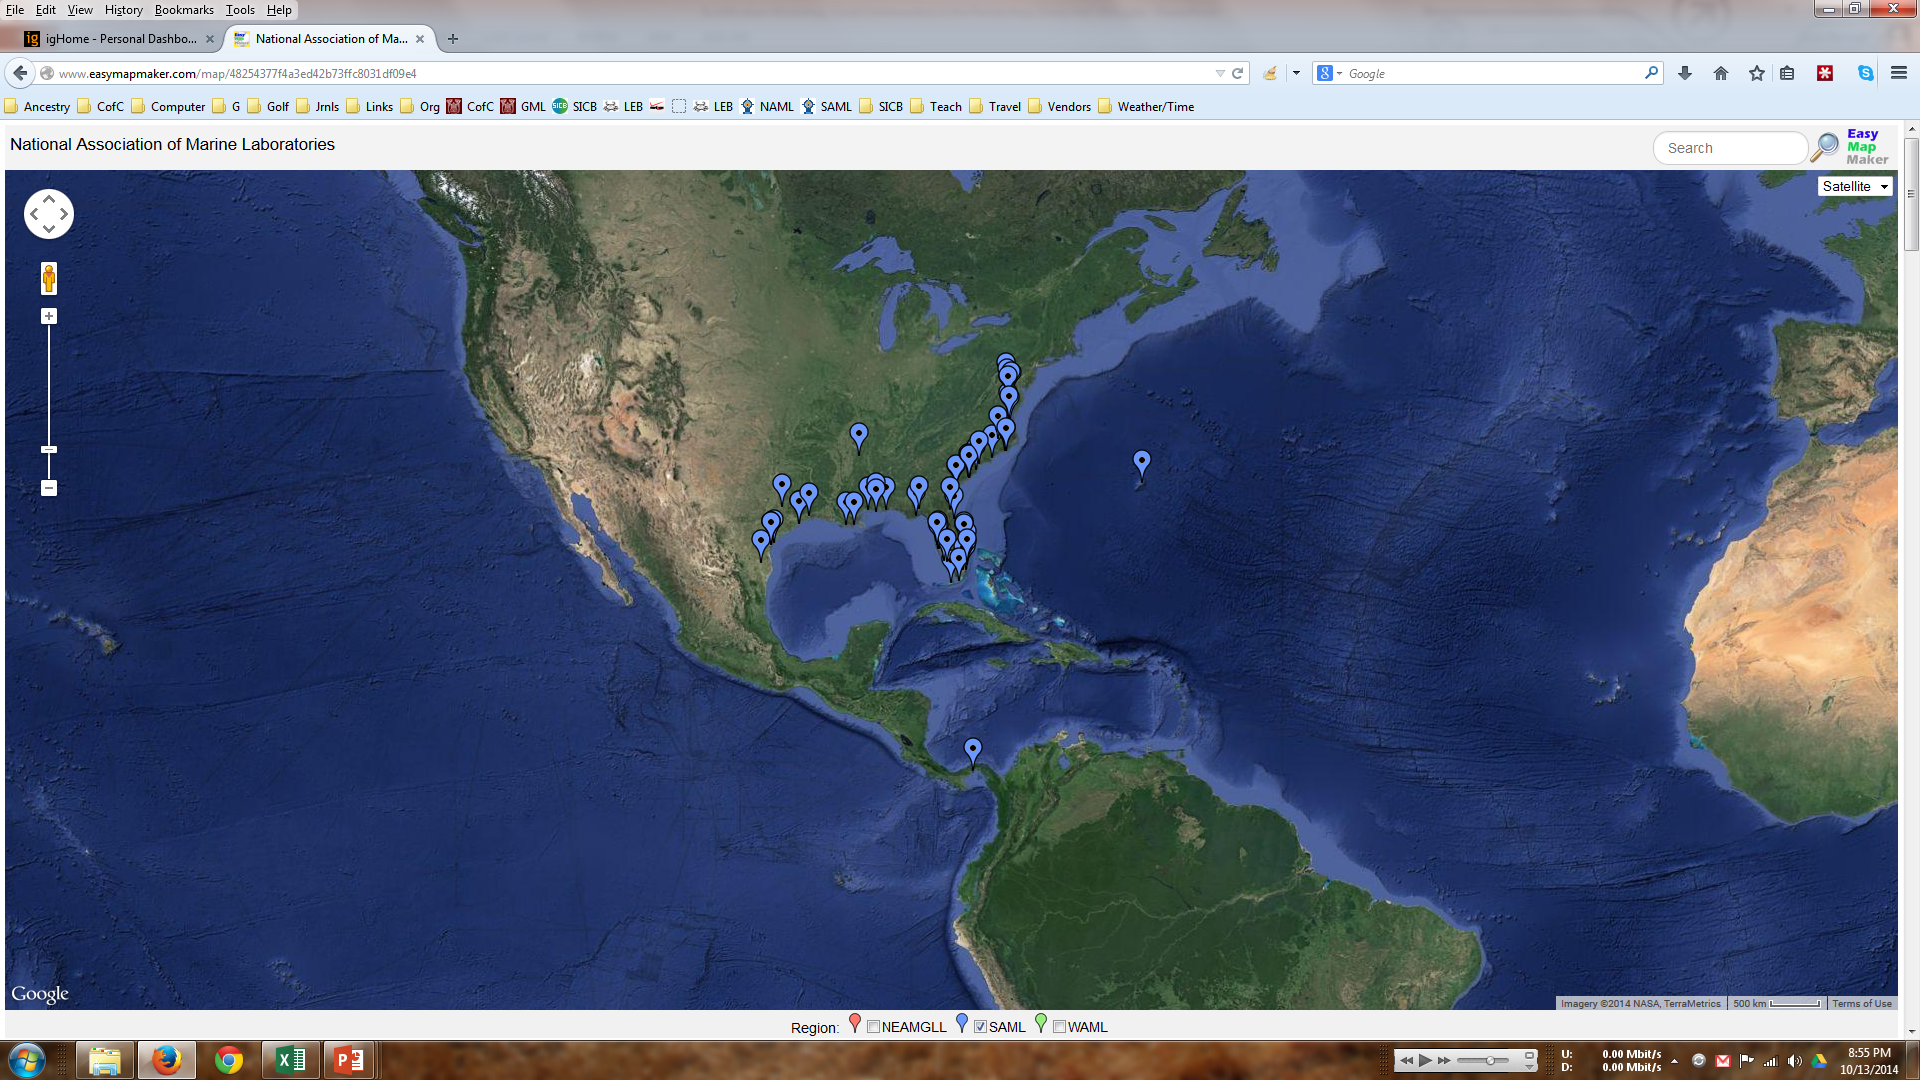 File Edit View History Bookmarks Tools Help
ig igHome - Personal Dashbo... National Association of Ma...
www.easymapmaker.com/map/48254377f4a3ed42b73ffc8031df09e4 8 Google
Ancestry CofC Computer G Golf Jrnls Links Org CofC GML SICB SICB LEB LEB NAML SAML SICB Teach Travel Vendors Weather/Time
National Association of Marine Laboratories
Search
Easy
Map
Maker
Satellite
Google
Imagery ©2014 NASA, TerraMetrics 500 km Terms of Use
Region: NEAMGLL SAML WAML
U: 0.00 Mbit/s
D: 0.00 Mbit/s
8:55 PM
10/13/2014